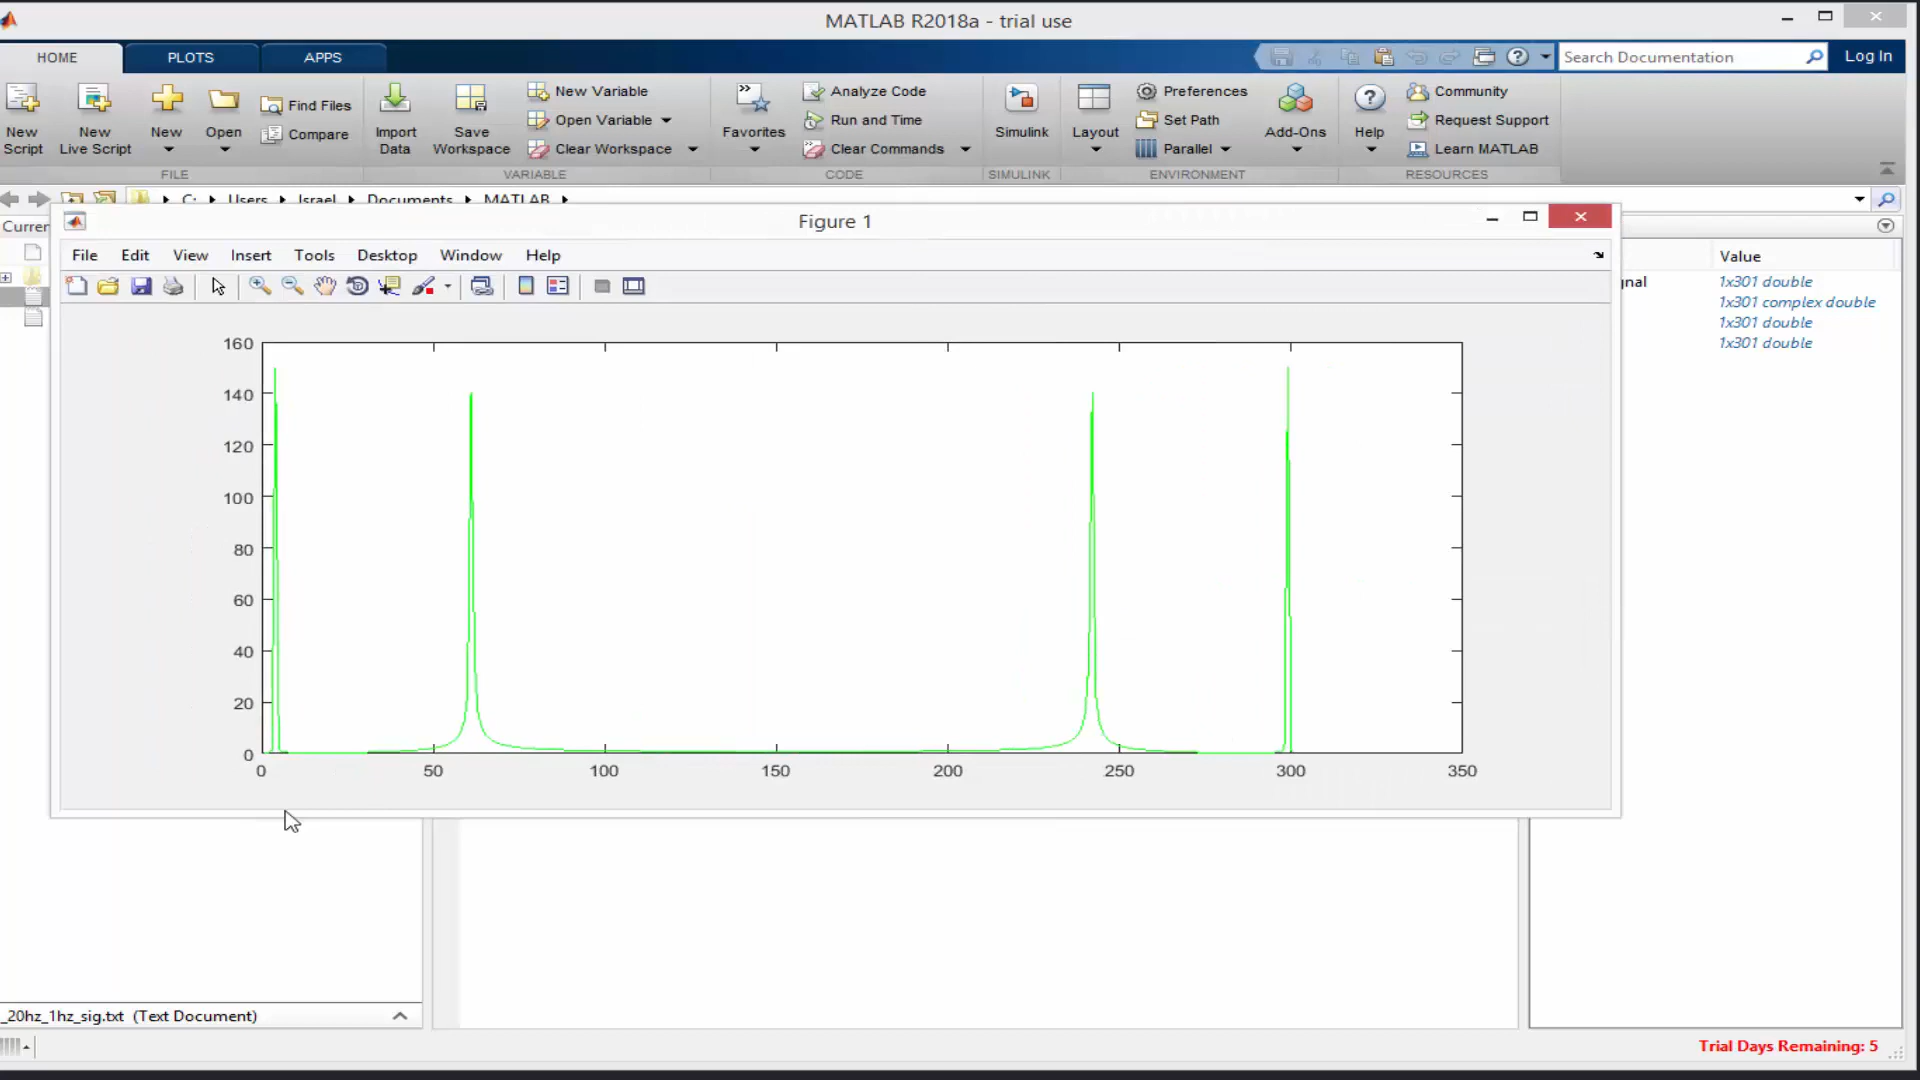 MATLAB R2018a - trial use
HOME PLOTS APPS
Search Documentation
Log In
New Script
New Live Script
New
Open
Find Files
Compare
FILE
Import Data
Save Workspace
New Variable
Open Variable
Clear Workspace
VARIABLE
Favorites
Analyze Code
Run and Time
Clear Commands
CODE
Simulink
SIMULINK
Layout
Preferences
Set Path
Parallel
Add-Ons
ENVIRONMENT
Help
Community
Request Support
Learn MATLAB
RESOURCES
C: Users Israel Documents MATLAB
Curren
Figure 1
File Edit View Insert Tools Desktop Window Help
160
140
120
100
80
60
40
20
0
0 50 100 150 200 250 300 350
Value
gnal 1x301 double
1x301 complex double
1x301 double
1x301 double
_20hz_1hz_sig.txt (Text Document)
Trial Days Remaining: 5